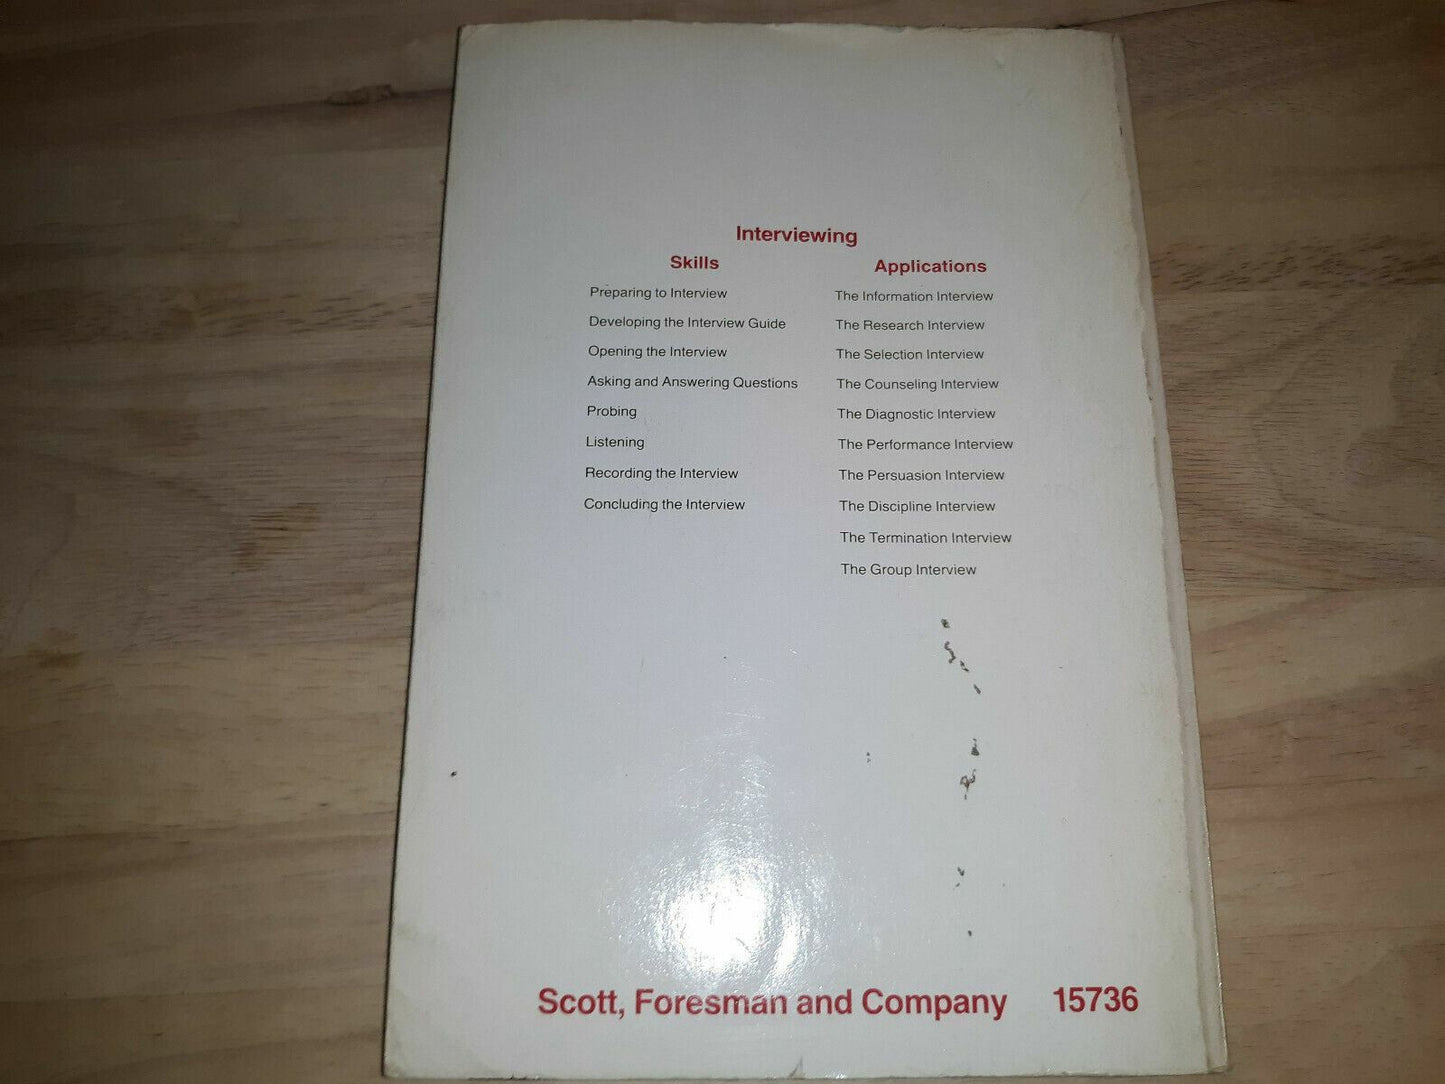 Interviewing
Skills
Preparing to Interview
Developing the Interview Guide
Opening the Interview
Asking and Answering Questions
Probing
Listening
Recording the Interview
Concluding the Interview
Applications
The Information Interview
The Research Interview
The Selection Interview
The Counseling Interview
The Diagnostic Interview
The Performance Interview
The Persuasion Interview
The Discipline Interview
The Termination Interview
The Group Interview
Scott, Foresman and Company 15736